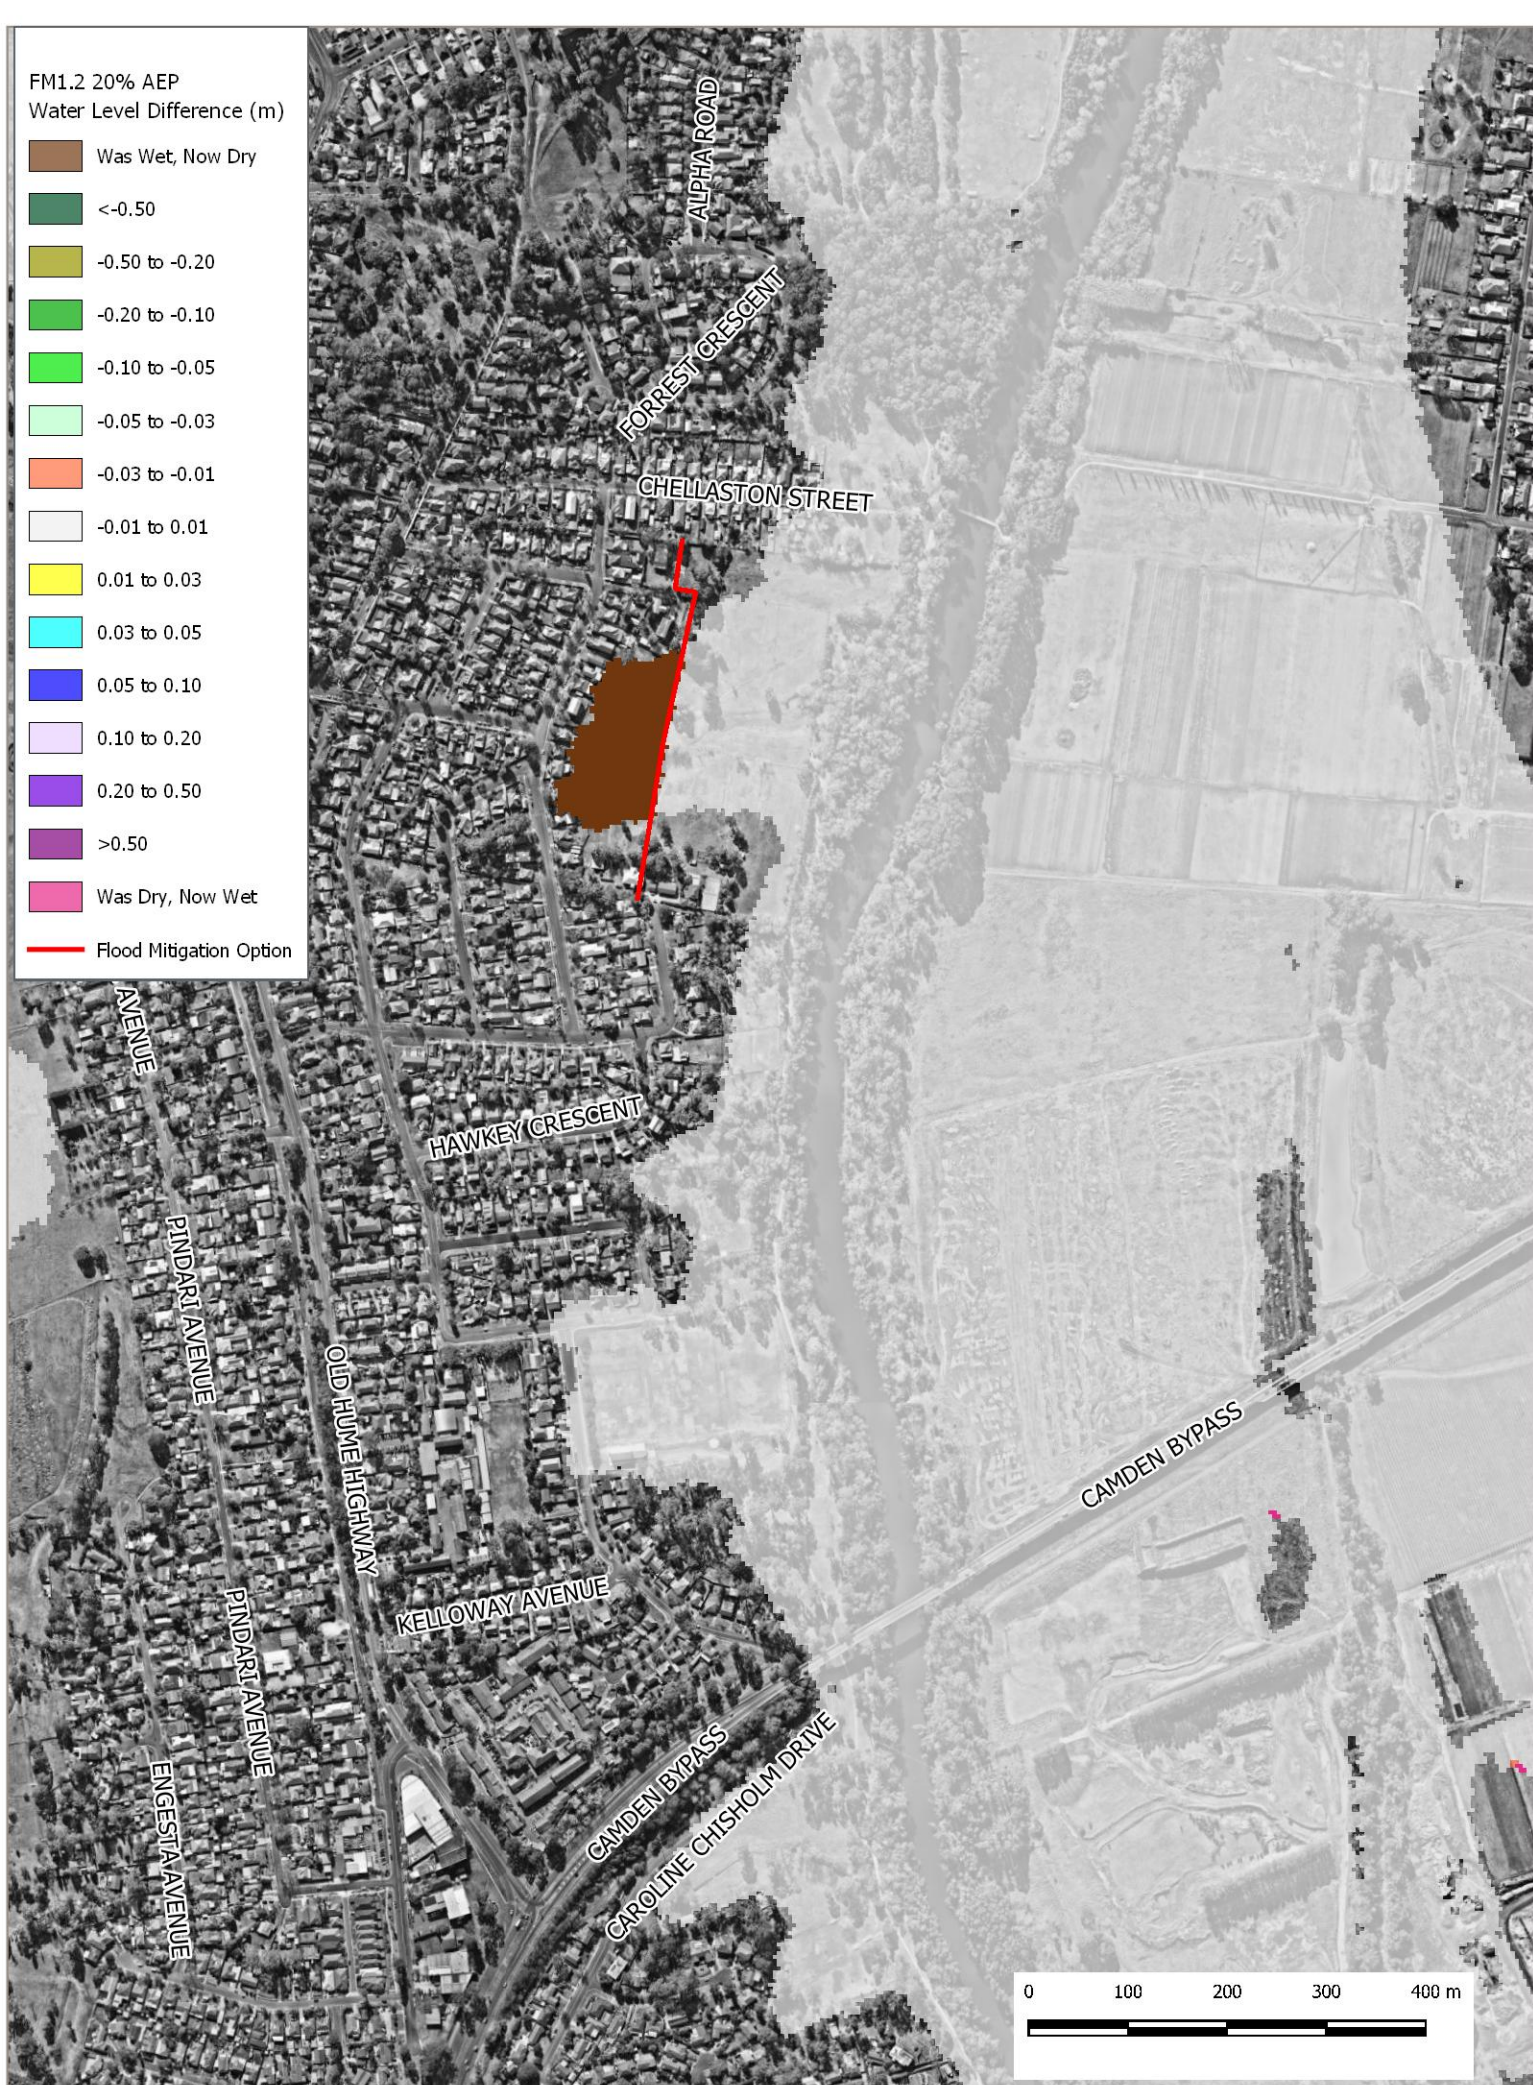 FM1.2 20% AEP
Water Level Difference (m)
Was Wet, Now Dry
<-0.50
-0.50 to -0.20
-0.20 to -0.10
-0.10 to -0.05
-0.05 to -0.03
-0.03 to -0.01
-0.01 to 0.01
0.01 to 0.03
0.03 to 0.05
0.05 to 0.10
0.10 to 0.20
0.20 to 0.50
>0.50
Was Dry, Now Wet
Flood Mitigation Option
ALPHA ROAD
FORREST CRESCENT
CHELLASTON STREET
AVENUE
HAWKEY CRESCENT
PINDARI AVENUE
OLD HUME HIGHWAY
CAMDEN BYPASS
KELLOWAY AVENUE
PINDARI AVENUE
CAMDEN BYPASS
CAROLINE CHISHOLM DRIVE
ENGESTA AVENUE
0 100 200 300 400 m